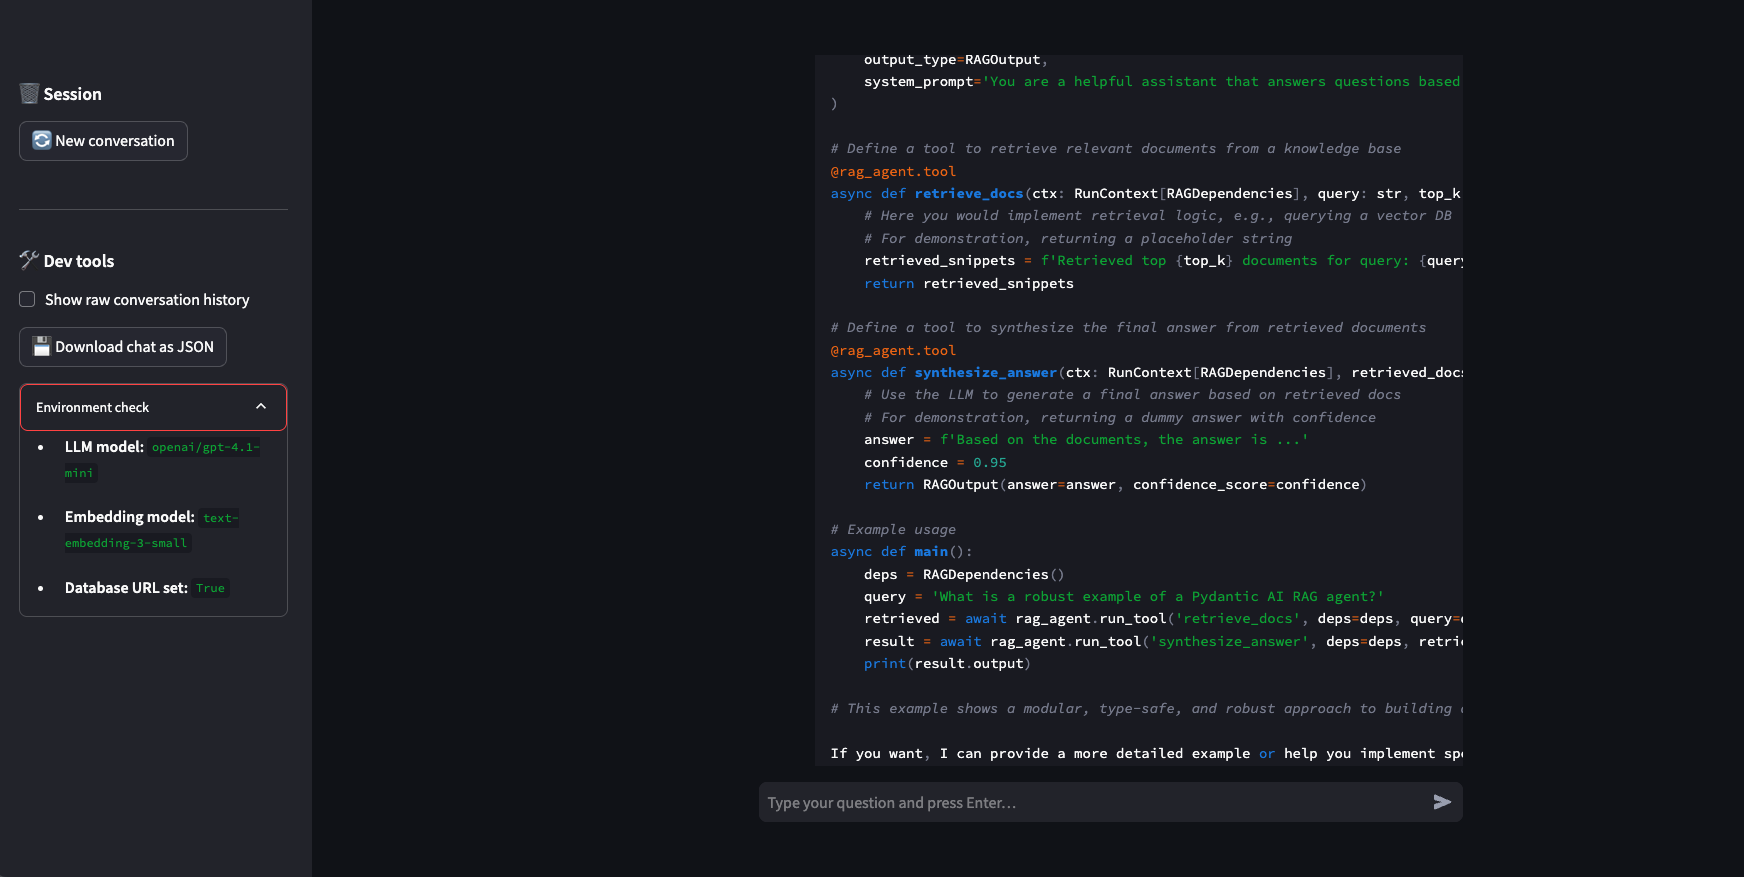 Session
New conversation
Dev tools
Show raw conversation history
Download chat as JSON
Environment check
LLM model: openai/gpt-4.1-
mini
Embedding model: text-
embedding-3-small
Database URL set: True
output_type=RAGOutput,
system_prompt='You are a helpful assistant that answers questions based
)
# Define a tool to retrieve relevant documents from a knowledge base
@rag_agent.tool
async def retrieve_docs(ctx: RunContext[RAGDependencies], query: str, top_k
# Here you would implement retrieval logic, e.g., querying a vector DB
# For demonstration, returning a placeholder string
retrieved_snippets = f'Retrieved top {top_k} documents for query: {query
return retrieved_snippets
# Define a tool to synthesize the final answer from retrieved documents
@rag_agent.tool
async def synthesize_answer(ctx: RunContext[RAGDependencies], retrieved_docs
# Use the LLM to generate a final answer based on retrieved docs
# For demonstration, returning a dummy answer with confidence
answer = f'Based on the documents, the answer is ...'
confidence = 0.95
return RAGOutput(answer=answer, confidence_score=confidence)
# Example usage
async def main():
deps = RAGDependencies()
query = 'What is a robust example of a Pydantic AI RAG agent?'
retrieved = await rag_agent.run_tool('retrieve_docs', deps=deps, query=
result = await rag_agent.run_tool('synthesize_answer', deps=deps, retrie
print(result.output)
# This example shows a modular, type-safe, and robust approach to building
If you want, I can provide a more detailed example or help you implement spe
Type your question and press Enter...